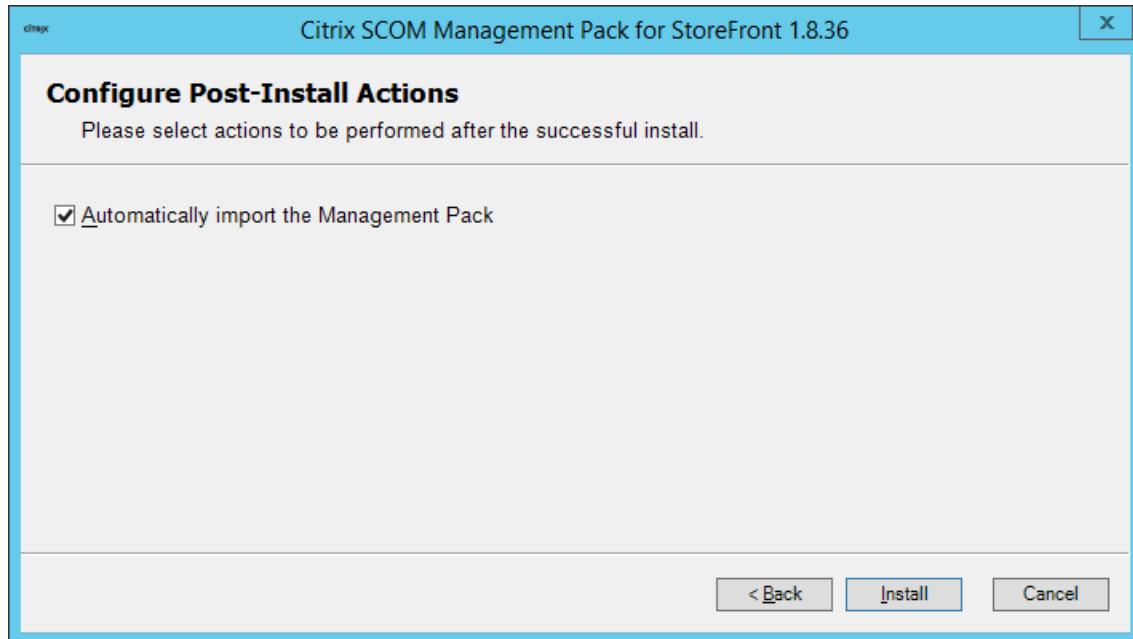 citrix
Citrix SCOM Management Pack for StoreFront 1.8.36
x
Configure Post-Install Actions
Please select actions to be performed after the successful install.
Automatically import the Management Pack
< Back
Install
Cancel